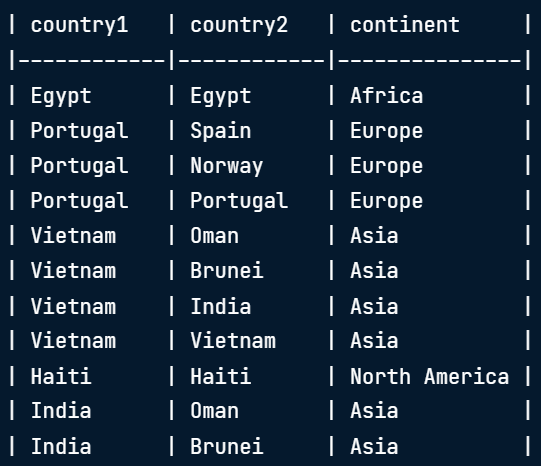 | country1   | country2   | continent     |
|------------|------------|---------------|
| Egypt      | Egypt      | Africa        |
| Portugal   | Spain      | Europe        |
| Portugal   | Norway     | Europe        |
| Portugal   | Portugal   | Europe        |
| Vietnam    | Oman       | Asia          |
| Vietnam    | Brunei     | Asia          |
| Vietnam    | India      | Asia          |
| Vietnam    | Vietnam    | Asia          |
| Haiti      | Haiti      | North America |
| India      | Oman       | Asia          |
| India      | Brunei     | Asia          |